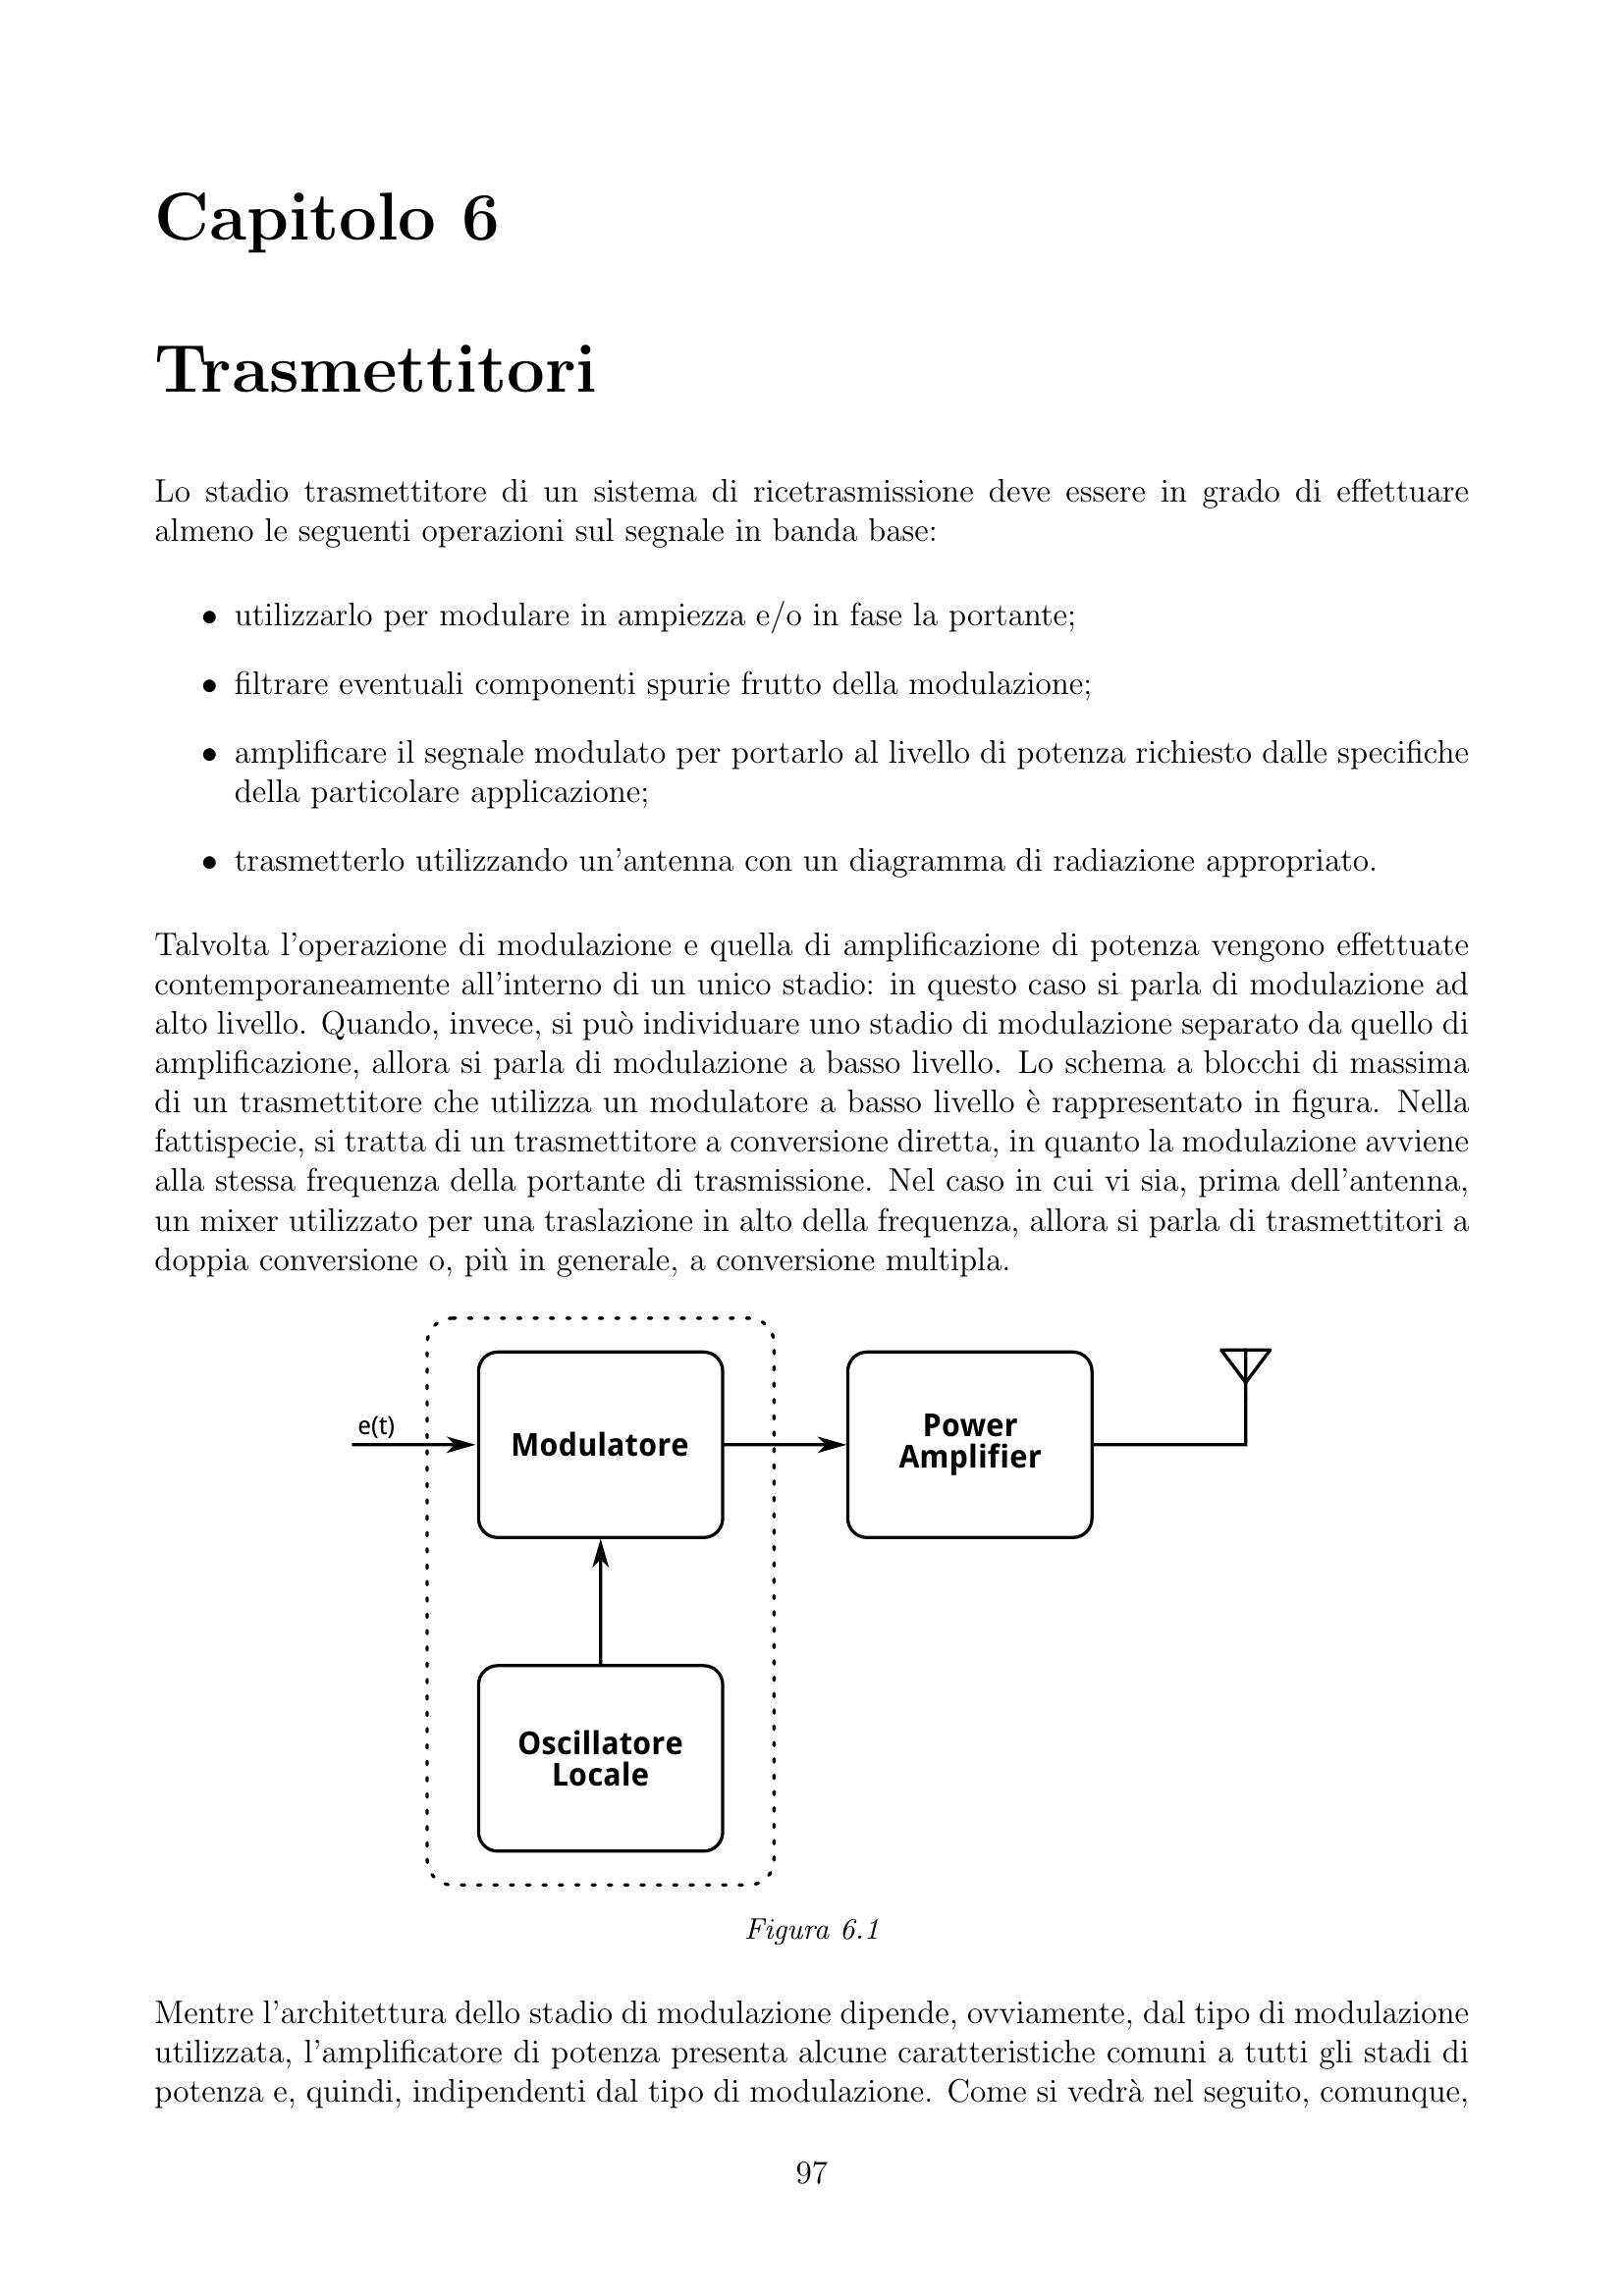 Capitolo 6
Trasmettitori
Lo stadio trasmettitore di un sistema di ricetrasmissione deve essere in grado di effettuare
almeno le seguenti operazioni sul segnale in banda base:
• utilizzarlo per modulare in ampiezza e/o in fase la portante;
• filtrare eventuali componenti spurie frutto della modulazione;
• amplificare il segnale modulato per portarlo al livello di potenza richiesto dalle specifiche
della particolare applicazione;
• trasmetterlo utilizzando un'antenna con un diagramma di radiazione appropriato.
Talvolta l'operazione di modulazione e quella di amplificazione di potenza vengono effettuate
contemporaneamente all'interno di un unico stadio: in questo caso si parla di modulazione ad
alto livello. Quando, invece, si può individuare uno stadio di modulazione separato da quello di
amplificazione, allora si parla di modulazione a basso livello. Lo schema a blocchi di massima
di un trasmettitore che utilizza un modulatore a basso livello è rappresentato in figura. Nella
fattispecie, si tratta di un trasmettitore a conversione diretta, in quanto la modulazione avviene
alla stessa frequenza della portante di trasmissione. Nel caso in cui vi sia, prima dell'antenna,
un mixer utilizzato per una traslazione in alto della frequenza, allora si parla di trasmettitori a
doppia conversione o, più in generale, a conversione multipla.
e(t)
Modulatore
Power
Amplifier
Oscillatore
Locale
Figura 6.1
Mentre l'architettura dello stadio di modulazione dipende, ovviamente, dal tipo di modulazione
utilizzata, l'amplificatore di potenza presenta alcune caratteristiche comuni a tutti gli stadi di
potenza e, quindi, indipendenti dal tipo di modulazione. Come si vedrà nel seguito, comunque,
97